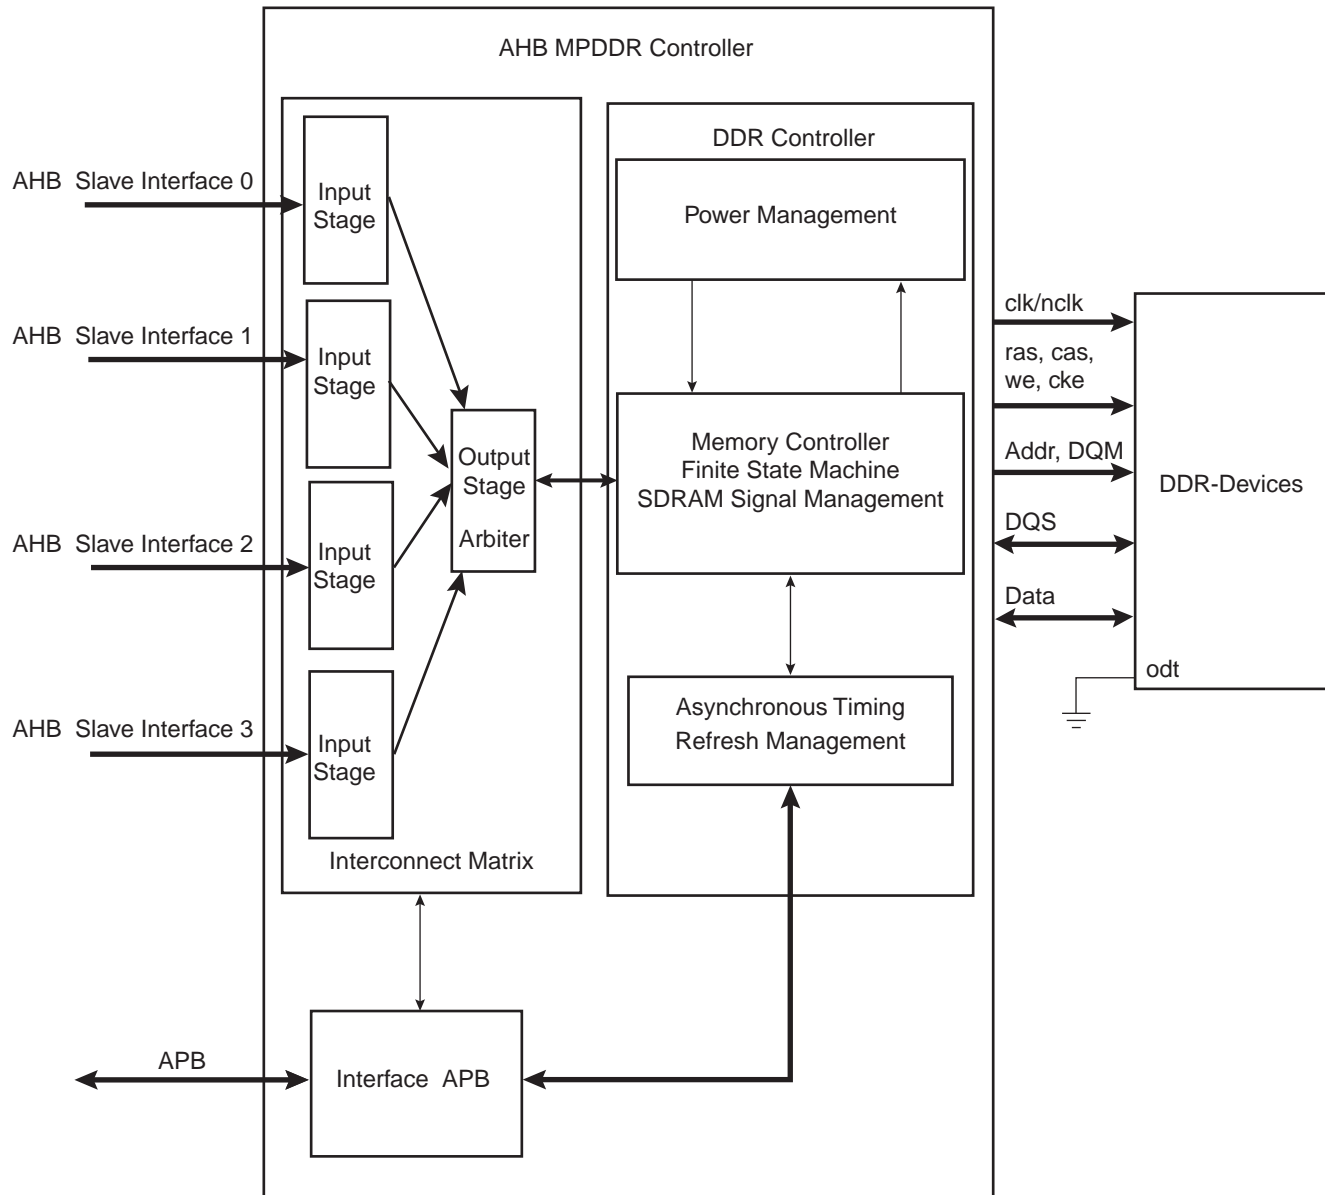 AHB MPDDR Controller
DDR Controller
AHB Slave Interface 0
Input
Stage
Power Management
AHB Slave Interface 1
Input
Stage
clk/nclk
ras, cas,
we, cke
Output
Stage
Arbiter
Memory Controller
Finite State Machine
SDRAM Signal Management
Addr, DQM
DDR-Devices
AHB Slave Interface 2
Input
Stage
DQS
Data
odt
AHB Slave Interface 3
Input
Stage
Asynchronous Timing
Refresh Management
Interconnect Matrix
APB
Interface APB